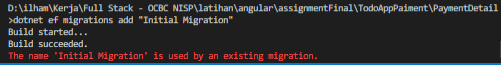 D:\ilham\Kerja\Full Stack - OCBC NISP\latihan\angular\assignmentFinal\TodoAppPaiment\PaymentDetail
>dotnet ef migrations add "Initial Migration"
Build started...
Build succeeded.
The name 'Initial Migration' is used by an existing migration.